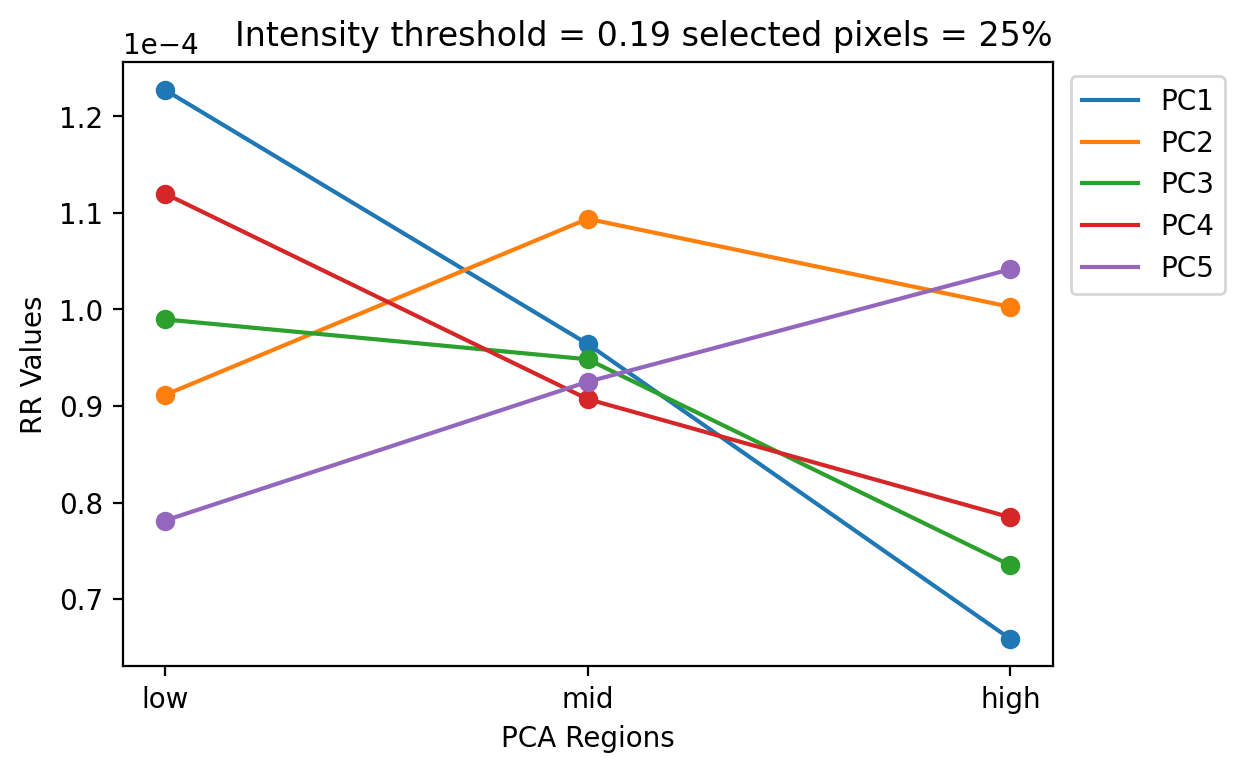 Intensity threshold = 0.19 selected pixels = 25%
1e−4
1.2
1.1
1.0
0.9
0.8
0.7
RR Values
low
mid
high
PCA Regions
PC1
PC2
PC3
PC4
PC5